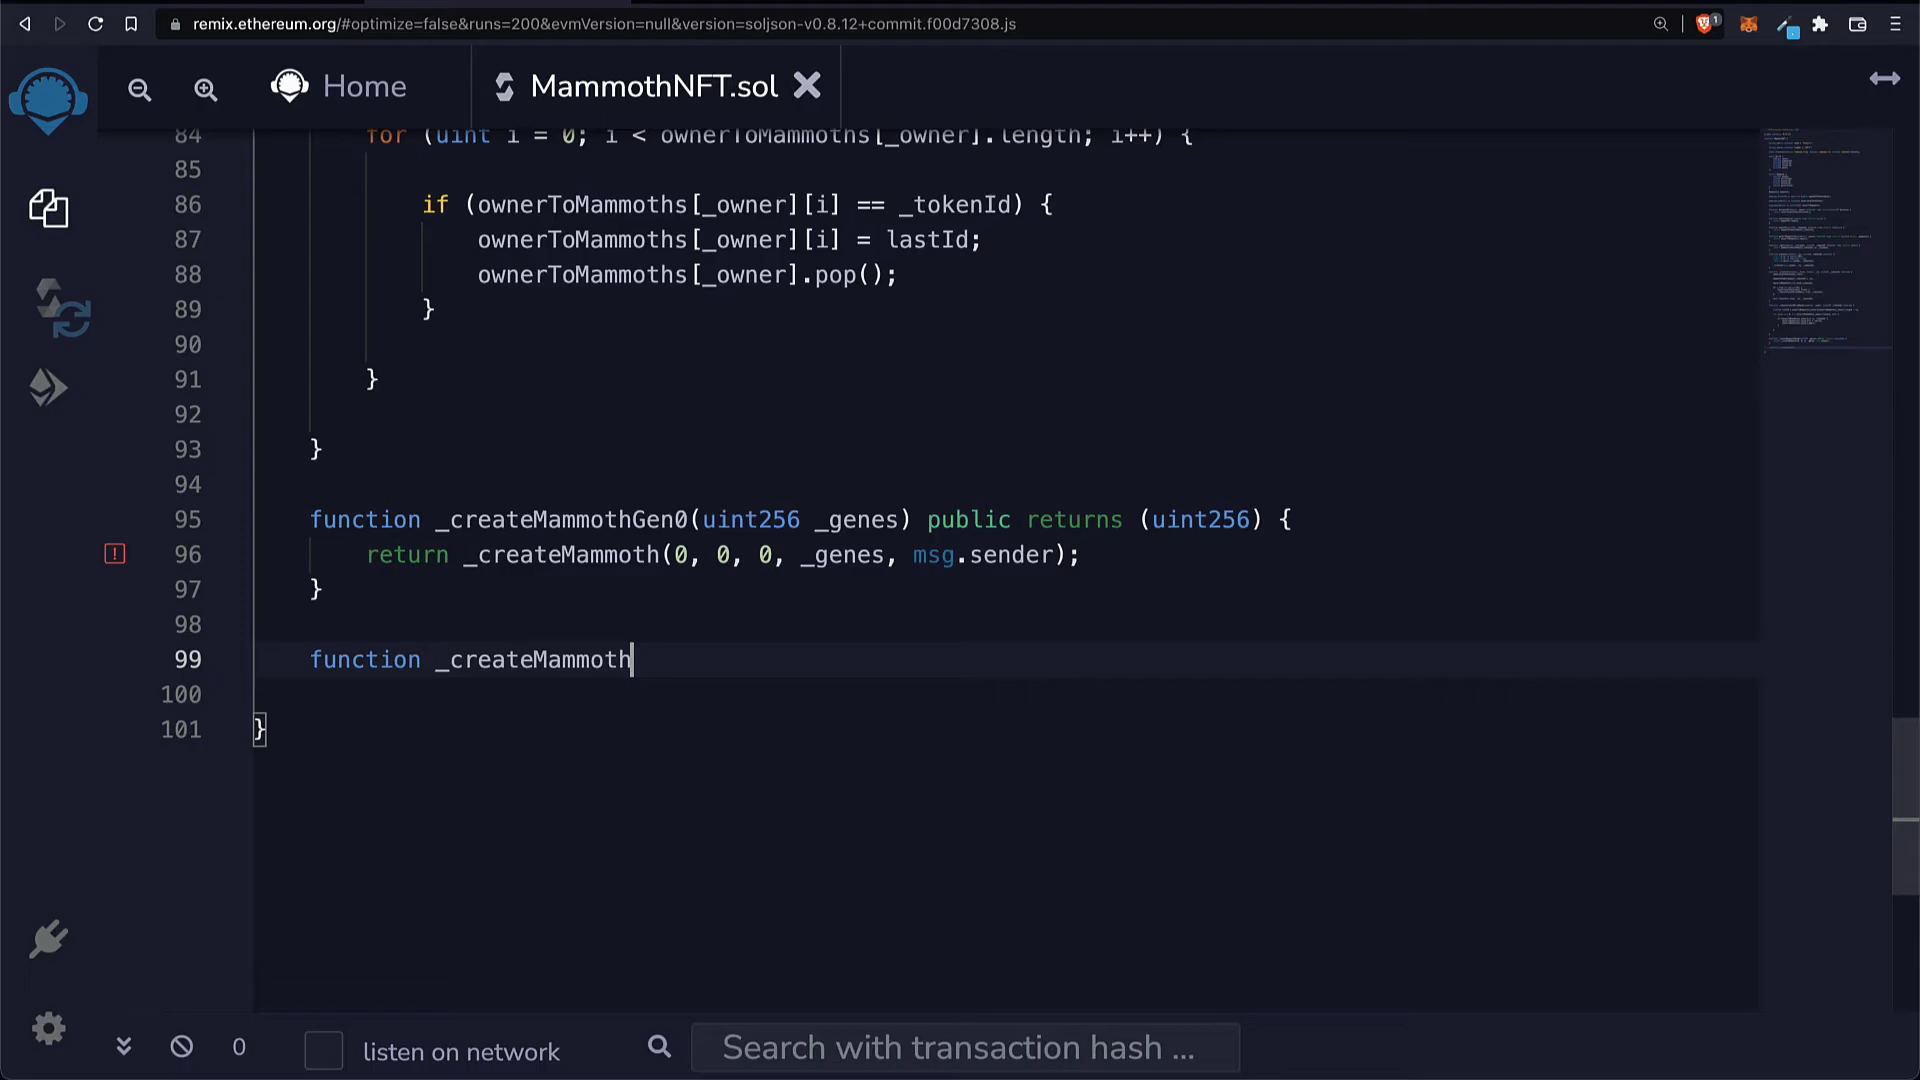 remix.ethereum.org/#optimize=false&runs=200&evmVersion=null&version=soljson-v0.8.12+commit.f00d7308.js
1
Home
MammothNFT.sol
84 for (uint i = 0; i < ownerToMammoths[_owner].length; i++) {
85
86 if (ownerToMammoths[_owner][i] == _tokenId) {
87 ownerToMammoths[_owner][i] = lastId;
88 ownerToMammoths[_owner].pop();
89 }
90
91 }
92
93 }
94
95 function _createMammothGen0(uint256 _genes) public returns (uint256) {
96 return _createMammoth(0, 0, 0, _genes, msg.sender);
97 }
98
99 function _createMammoth
100
101 }
0
listen on network
Search with transaction hash ...